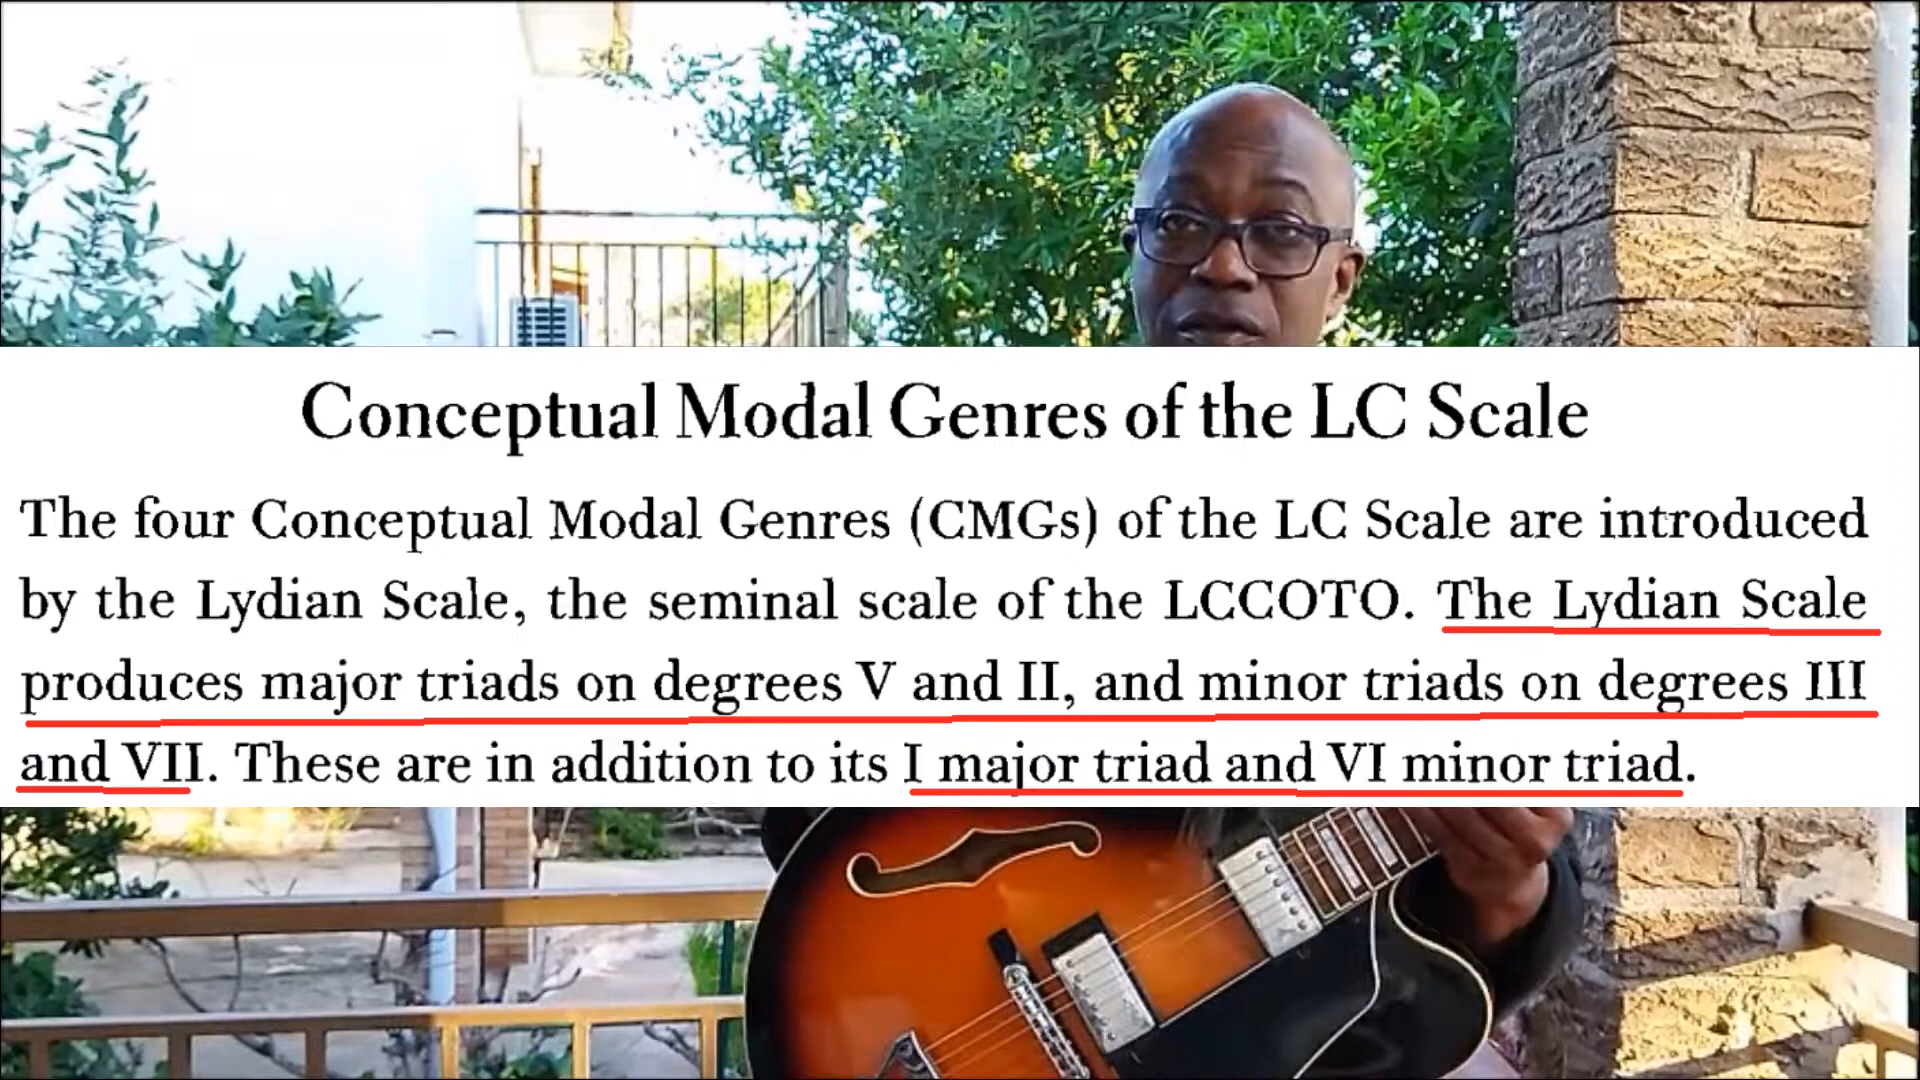 Conceptual Modal Genres of the LC Scale
The four Conceptual Modal Genres (CMGs) of the LC Scale are introduced
by the Lydian Scale, the seminal scale of the LCCOTO. The Lydian Scale
produces major triads on degrees V and II, and minor triads on degrees III
and VII. These are in addition to its I major triad and VI minor triad.